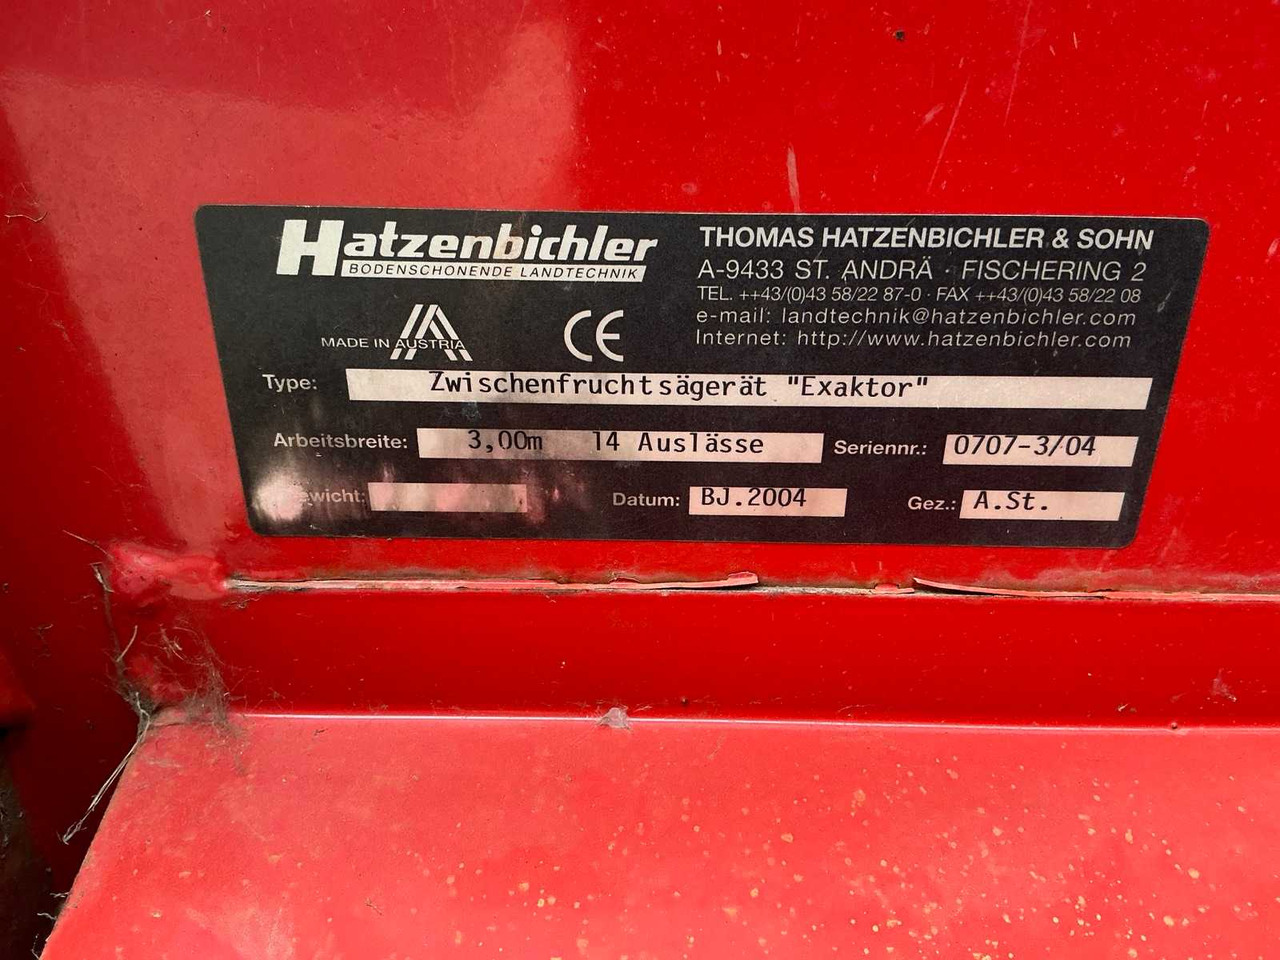 Hatzenbichler
BODENSCHONENDE LANDTECHNIK
THOMAS HATZENBICHLER & SOHN
A-9433 ST. ANDRÄ · FISCHERING 2
TEL. ++43/(0)43 58/22 87-0 · FAX ++43/(0)43 58/22 08
e-mail: landtechnik@hatzenbichler.com
Internet: http://www.hatzenbichler.com
MADE IN AUSTRIA
CE
Type: Zwischenfruchtsägerät "Exaktor"
Arbeitsbreite: 3,00m 14 Auslässe Seriennr.: 0707-3/04
Gewicht: Datum: BJ.2004 Gez.: A.St.